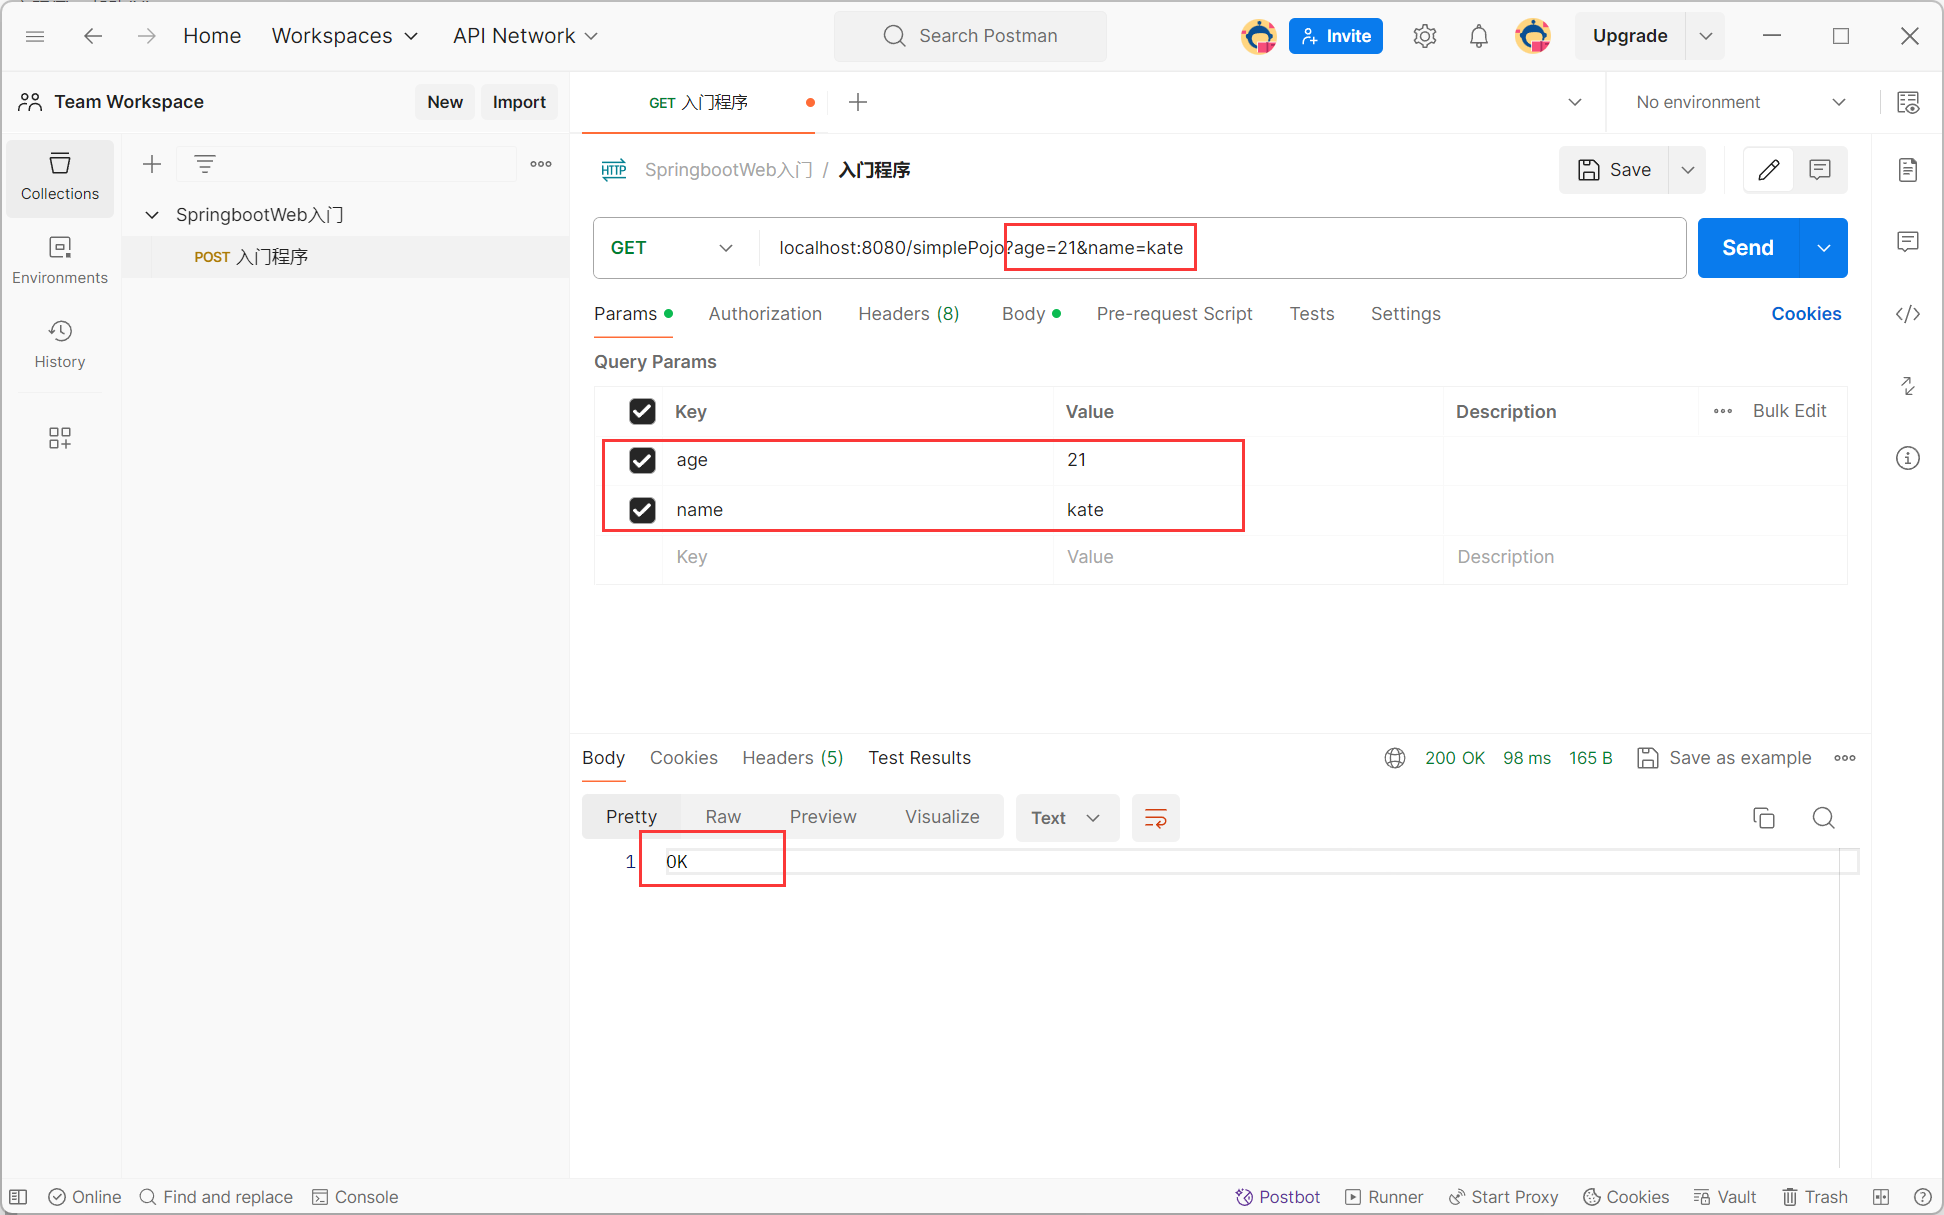 Home Workspaces API Network Search Postman Invite Upgrade
Team Workspace New Import GET 入门程序 No environment
Collections
SpringbootWeb入门 / 入门程序 Save
SpringbootWeb入门
POST 入门程序
Environments
History
GET localhost:8080/simplePojo?age=21&name=kate Send
Params Authorization Headers (8) Body Pre-request Script Tests Settings Cookies
Query Params
Key Value Description Bulk Edit
age 21
name kate
Key Value Description
Body Cookies Headers (5) Test Results 200 OK 98 ms 165 B Save as example
Pretty Raw Preview Visualize Text
1 OK
Online Find and replace Console Postbot Runner Start Proxy Cookies Vault Trash